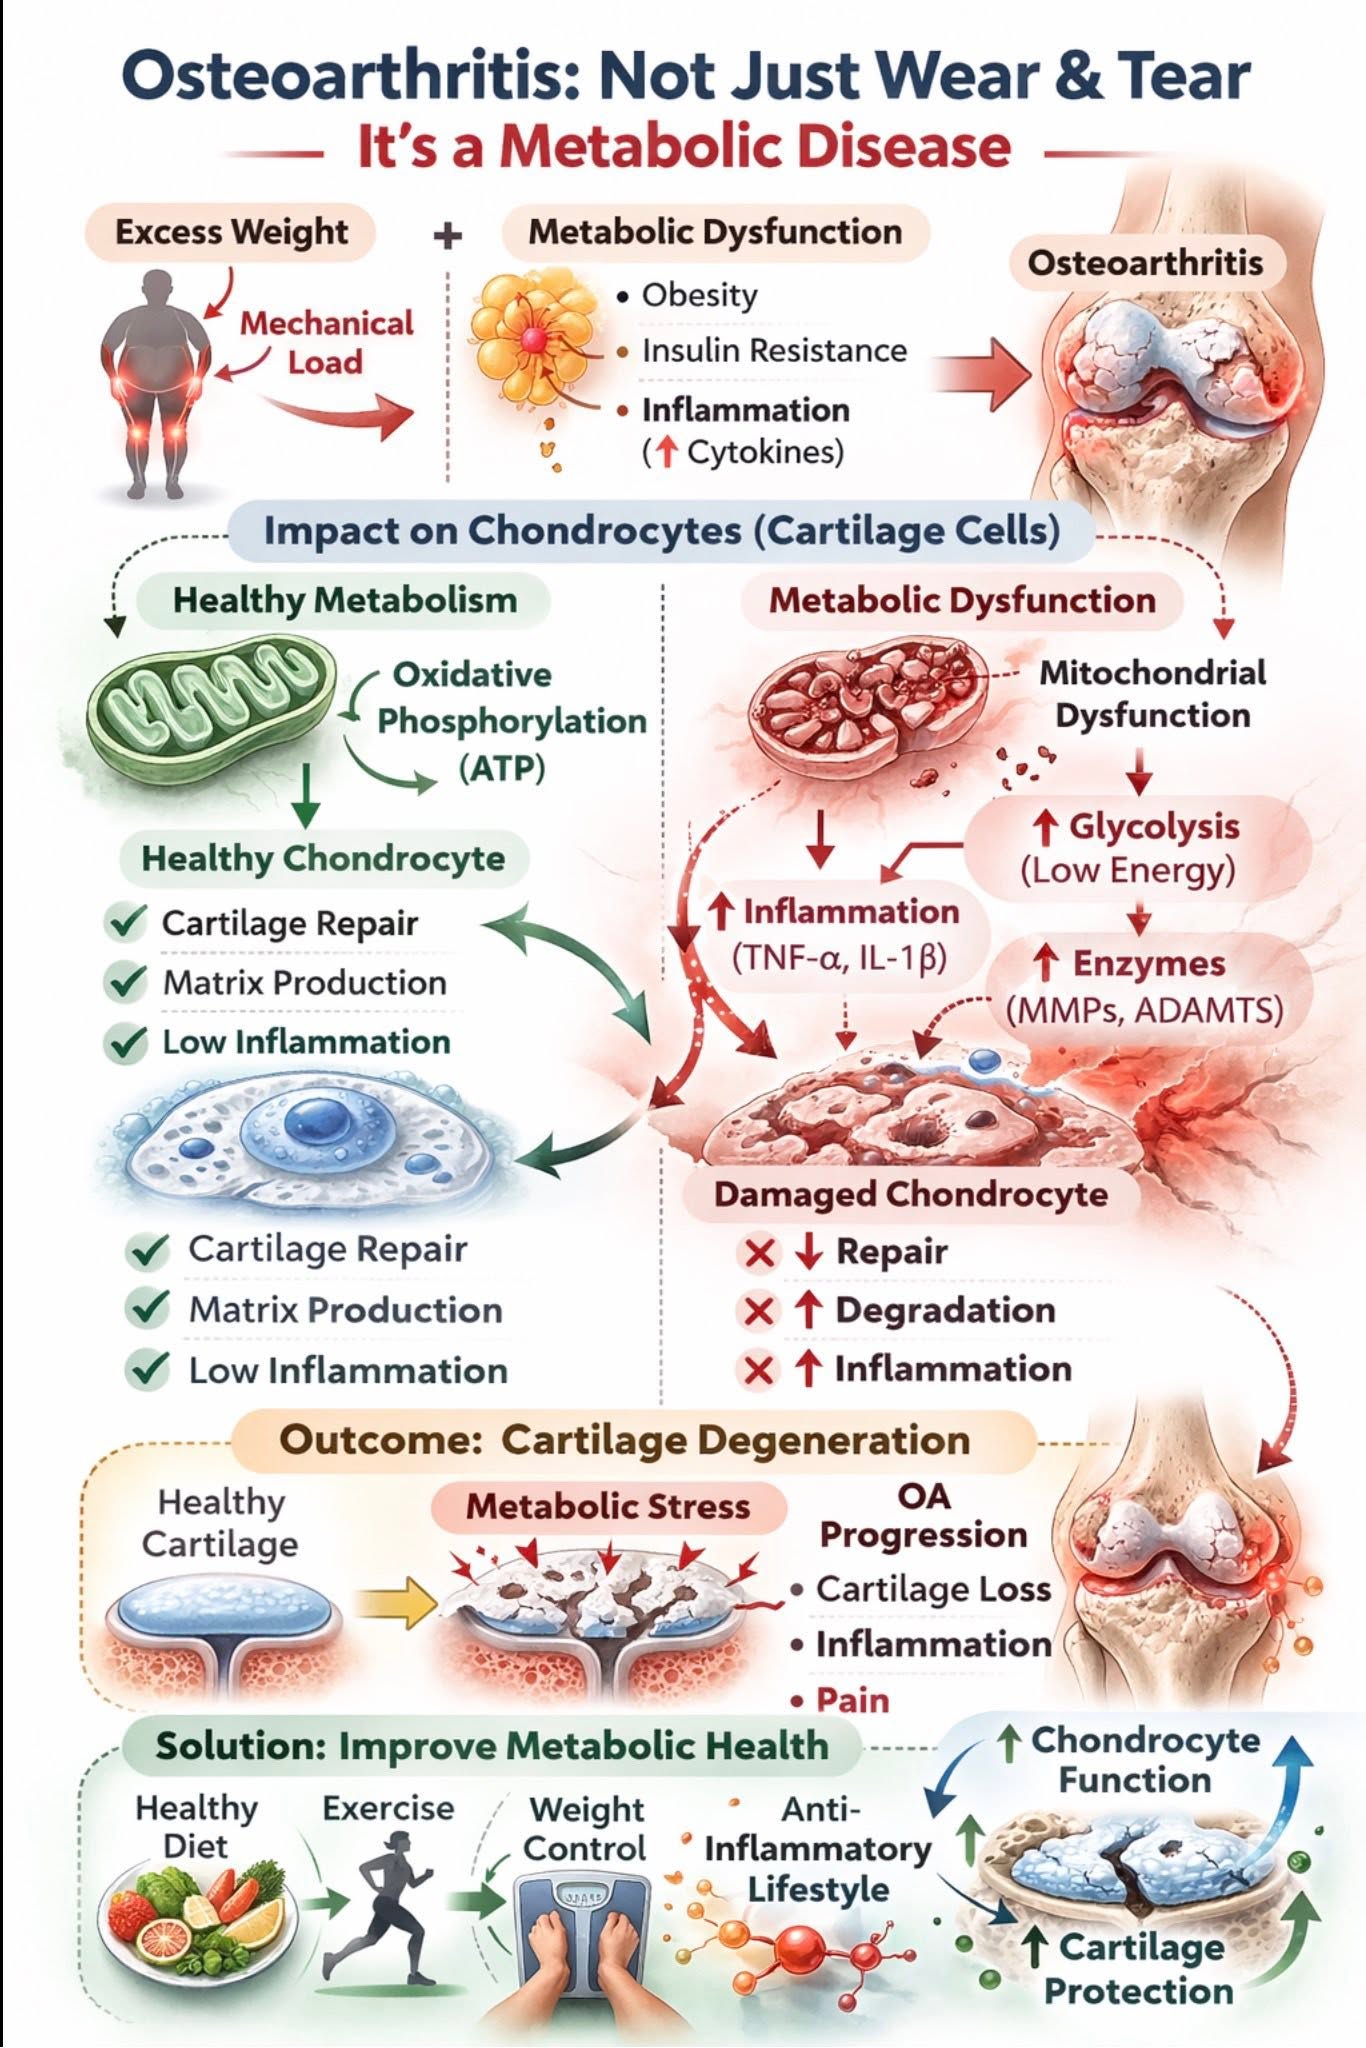 Osteoarthritis: Not Just Wear & Tear
It's a Metabolic Disease
Excess Weight
+
Metabolic Dysfunction
Osteoarthritis
Mechanical
Load
• Obesity
• Insulin Resistance
• Inflammation
(↑ Cytokines)
Impact on Chondrocytes (Cartilage Cells)
Healthy Metabolism
Oxidative
Phosphorylation
(ATP)
Healthy Chondrocyte
Cartilage Repair
Matrix Production
Low Inflammation
Cartilage Repair
Matrix Production
Low Inflammation
Metabolic Dysfunction
Mitochondrial
Dysfunction
↑ Glycolysis
(Low Energy)
↑ Inflammation
(TNF-α, IL-1β)
↑ Enzymes
(MMPs, ADAMTS)
Damaged Chondrocyte
↓ Repair
↑ Degradation
↑ Inflammation
Outcome: Cartilage Degeneration
Healthy
Cartilage
Metabolic Stress
OA
Progression
• Cartilage Loss
• Inflammation
• Pain
Solution: Improve Metabolic Health
Healthy
Diet
Exercise
Weight
Control
Anti-
Inflammatory
Lifestyle
↑ Chondrocyte
Function
↑ Cartilage
Protection